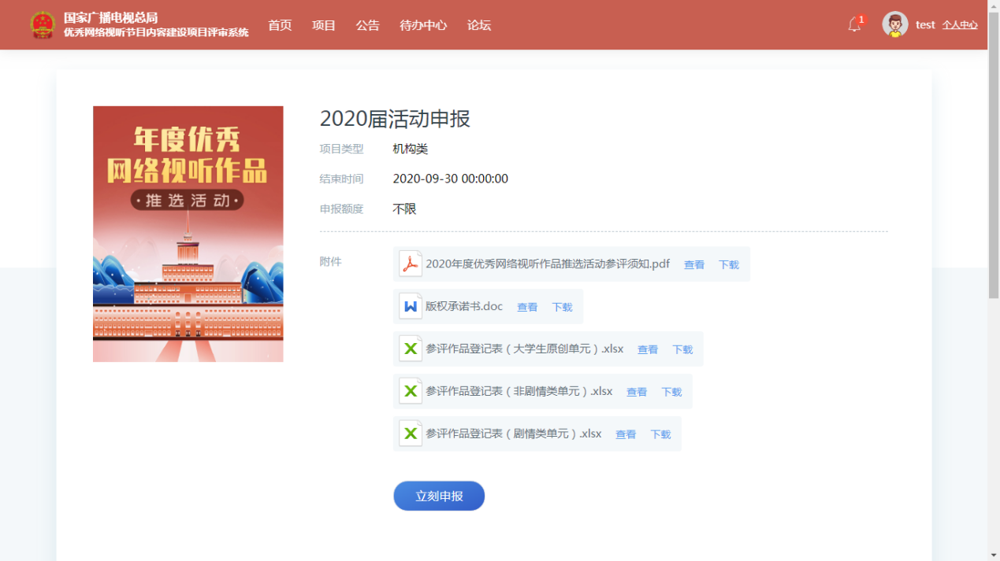 国家广播电视总局
优秀网络视听节目内容建设项目评审系统
首页 项目 公告 待办中心 论坛
1
test 个人中心
年度优秀
网络视听作品
·推选活动·
2020届活动申报
项目类型 机构类
结束时间 2020-09-30 00:00:00
申报额度 不限
附件
2020年度优秀网络视听作品推选活动参评须知.pdf 查看 下载
版权承诺书.doc 查看 下载
参评作品登记表（大学生原创单元）.xlsx 查看 下载
参评作品登记表（非剧情类单元）.xlsx 查看 下载
参评作品登记表（剧情类单元）.xlsx 查看 下载
立刻申报